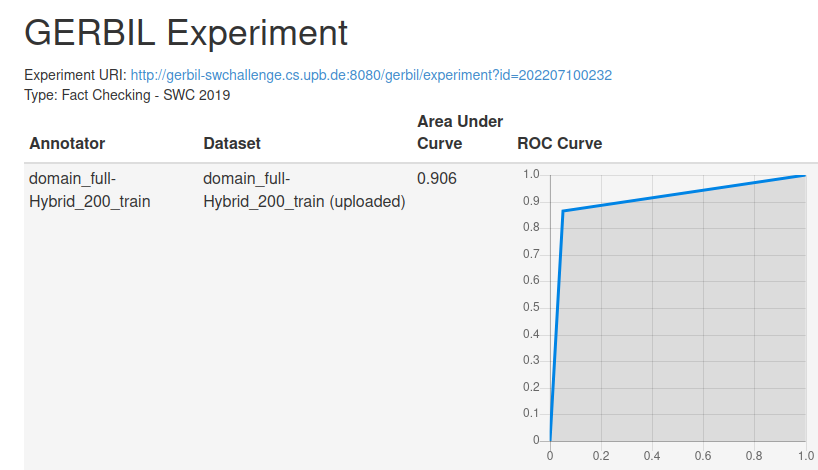 GERBIL Experiment
Experiment URI: http://gerbil-swchallenge.cs.upb.de:8080/gerbil/experiment?id=202207100232
Type: Fact Checking - SWC 2019
Area Under
Annotator Dataset Curve ROC Curve
domain_full- domain_full- 0.906
Hybrid_200_train Hybrid_200_train (uploaded)
1.0
0.9
0.8
0.7
0.6
0.5
0.4
0.3
0.2
0.1
0
0 0.2 0.4 0.6 0.8 1.0